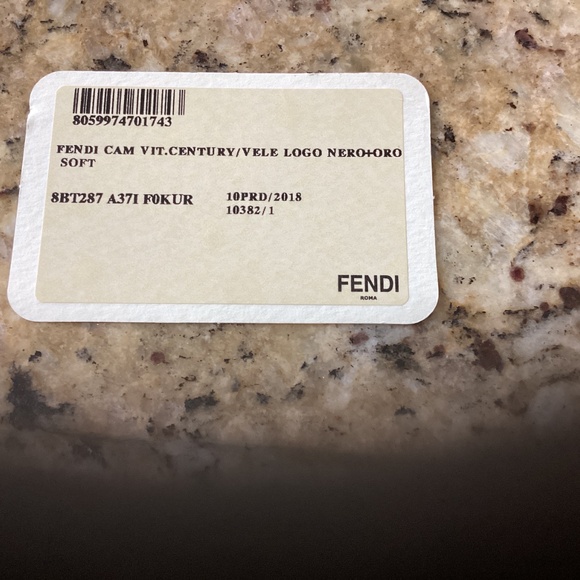 8059974701743
FENDI CAM VIT.CENTURY/VELE LOGO NERO+ORO
SOFT
8BT287 A37I F0KUR
10PRD/2018
10382/1
FENDI
ROMA